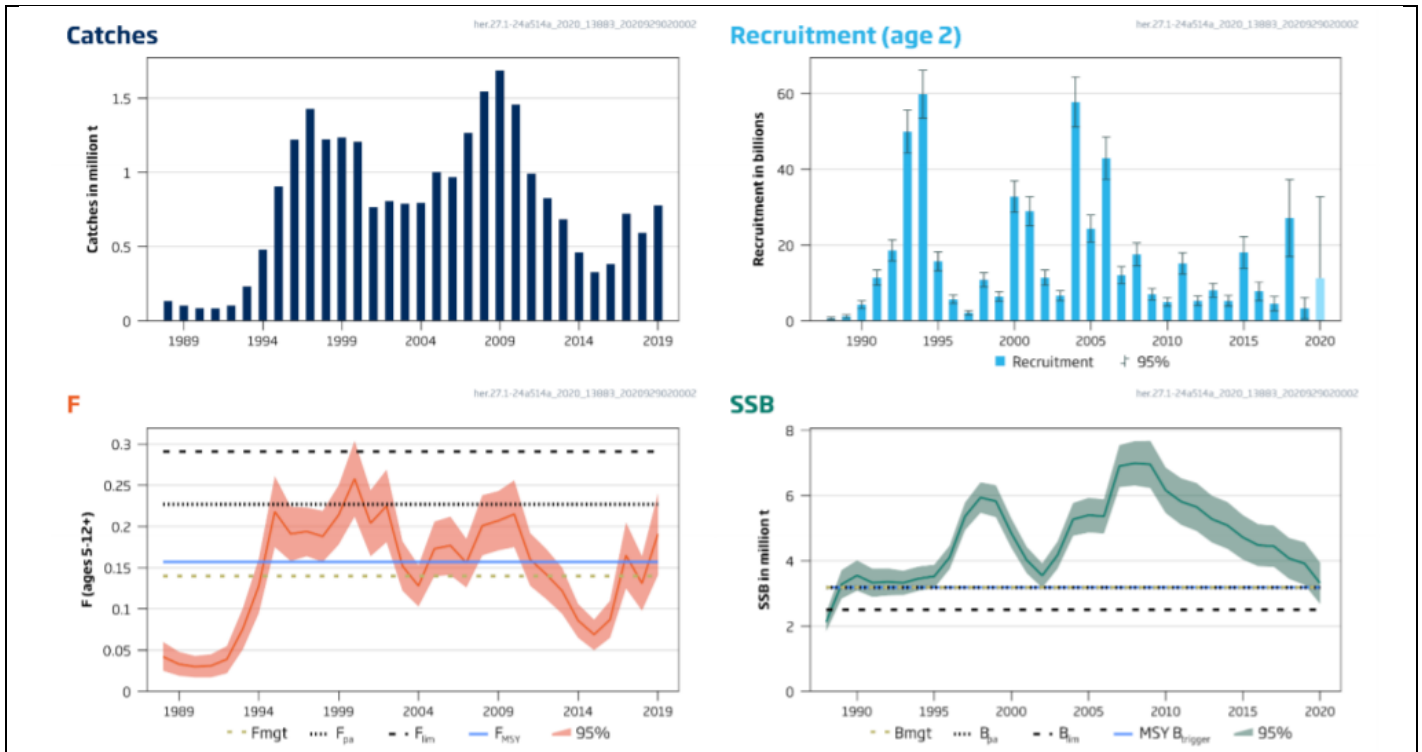 Catches
her.27.1-24a514a_2020_13883_2020929020002
Catches in million t
1.5
1
0.5
0
1989 1994 1999 2004 2009 2014 2019
Recruitment (age 2)
her.27.1-24a514a_2020_13883_2020929020002
Recruitment in billions
60
40
20
0
1990 1995 2000 2005 2010 2015 2020
Recruitment 95%
F
her.27.1-24a514a_2020_13883_2020929020002
F (ages 5-12+)
0.3
0.25
0.2
0.15
0.1
0.05
0
1989 1994 1999 2004 2009 2014 2019
Fmgt Fpa Flim FMSY 95%
SSB
her.27.1-24a514a_2020_13883_2020929020002
SSB in million t
8
6
4
2
0
1990 1995 2000 2005 2010 2015 2020
Bmgt Bpa Blim MSY Btrigger 95%